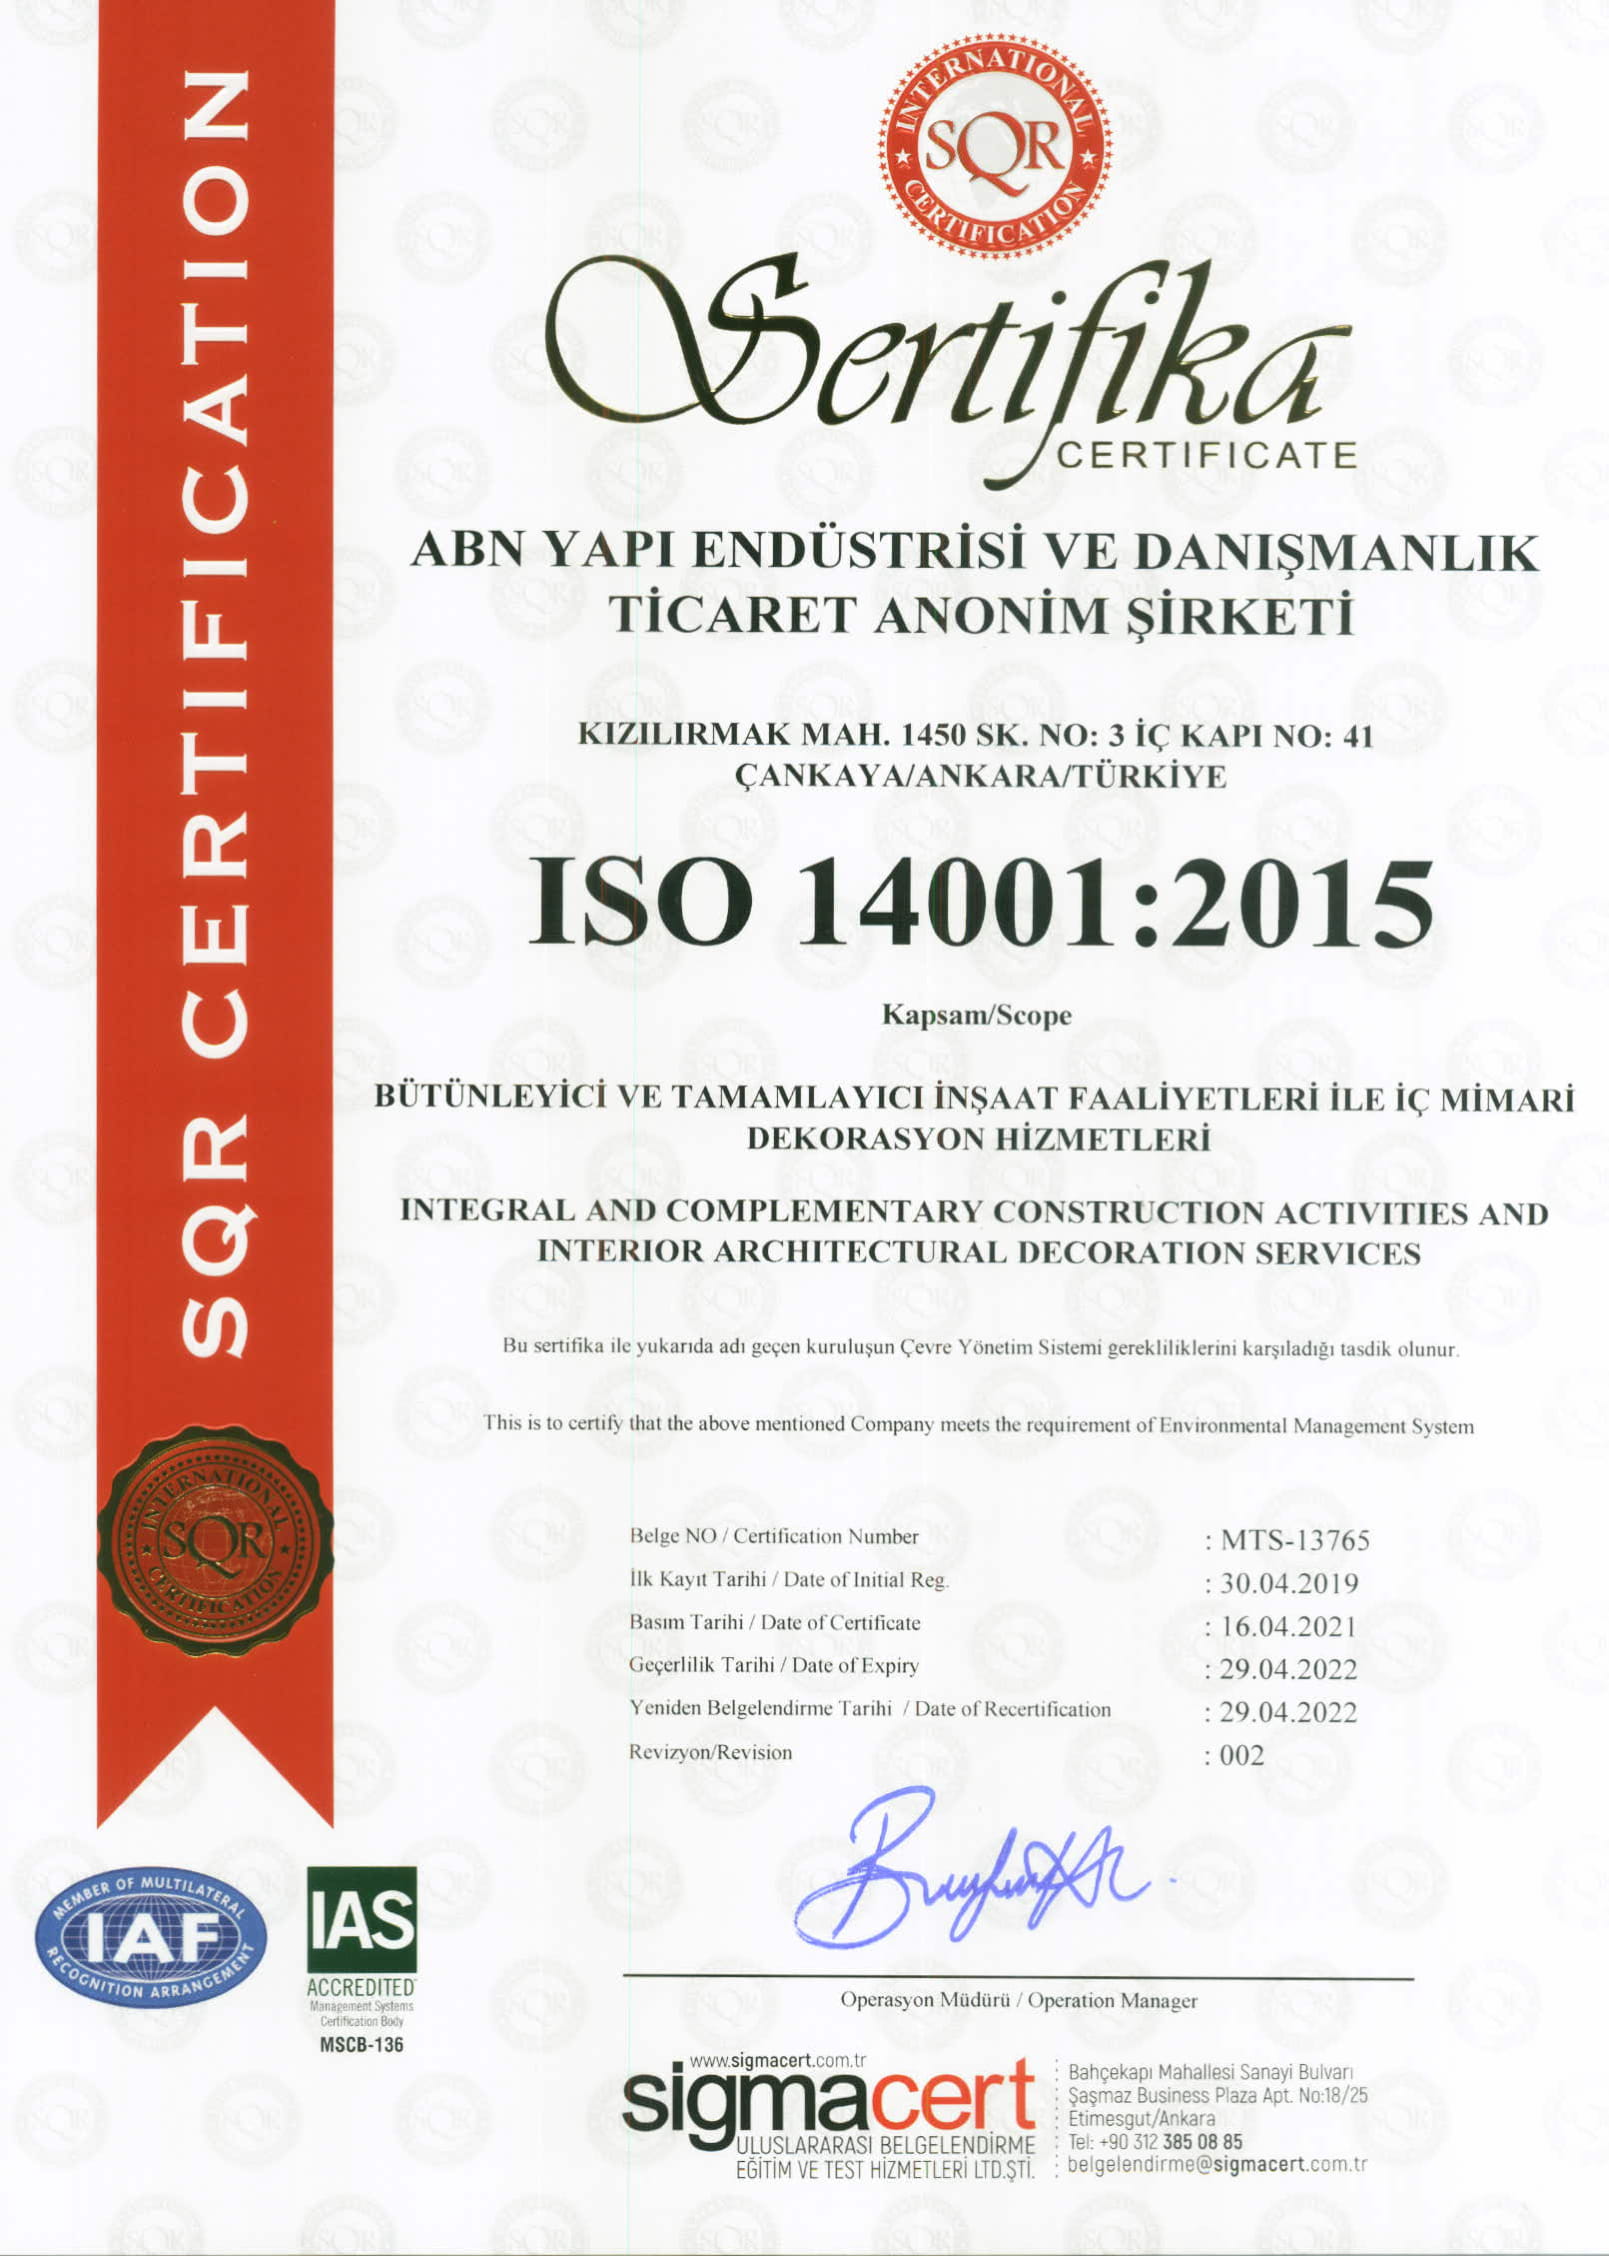 SQR CERTIFICATION
INTERNATIONAL
SQR
CERTIFICATION
Sertifika
CERTIFICATE
ABN YAPI ENDÜSTRİSİ VE DANIŞMANLIK
TİCARET ANONİM ŞİRKETİ
KIZILIRMAK MAH. 1450 SK. NO: 3 İÇ KAPI NO: 41
ÇANKAYA/ANKARA/TÜRKİYE
ISO 14001:2015
Kapsam/Scope
BÜTÜNLEYİCİ VE TAMAMLAYICI İNŞAAT FAALİYETLERİ İLE İÇ MİMARİ
DEKORASYON HİZMETLERİ
INTEGRAL AND COMPLEMENTARY CONSTRUCTION ACTIVITIES AND
INTERIOR ARCHITECTURAL DECORATION SERVICES
Bu sertifika ile yukarıda adı geçen kuruluşun Çevre Yönetim Sistemi gerekliliklerini karşıladığı tasdik olunur.
This is to certify that the above mentioned Company meets the requirement of Environmental Management System
INTERNATIONAL
SQR
CERTIFICATION
Belge NO / Certification Number : MTS-13765
İlk Kayıt Tarihi / Date of Initial Reg. : 30.04.2019
Basım Tarihi / Date of Certificate : 16.04.2021
Geçerlilik Tarihi / Date of Expiry : 29.04.2022
Yeniden Belgelendirme Tarihi / Date of Recertification : 29.04.2022
Revizyon/Revision : 002
MEMBER OF MULTILATERAL
IAF
RECOGNITION ARRANGEMENT
IAS
ACCREDITED
Management Systems
Certification Body
MSCB-136
Operasyon Müdürü / Operation Manager
www.sigmacert.com.tr
sigmacert
ULUSLARARASI BELGELENDİRME
EĞİTİM VE TEST HİZMETLERİ LTD.ŞTİ.
Bahçekapı Mahallesi Sanayi Bulvarı
Şaşmaz Business Plaza Apt. No:18/25
Etimesgut/Ankara
Tel: +90 312 385 08 85
belgelendirme@sigmacert.com.tr